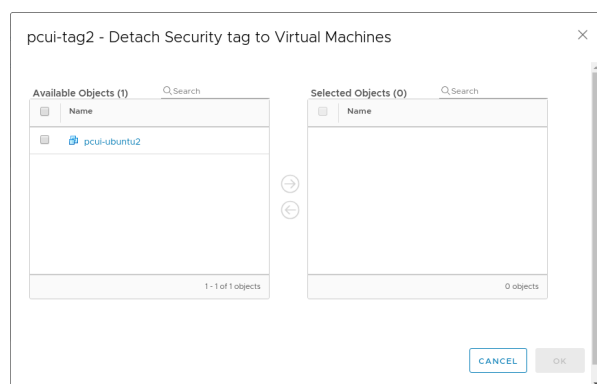 pcui-tag2 - Detach Security tag to Virtual Machines
Available Objects (1) Search
Name
pcui-ubuntu2
1 - 1 of 1 objects
Selected Objects (0) Search
Name
0 objects
CANCEL OK